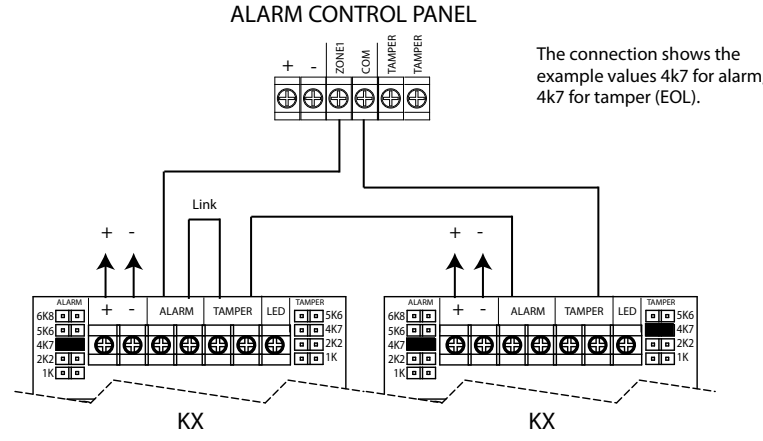 ALARM CONTROL PANEL
+ - ZONE1 COM TAMPER TAMPER
The connection shows the
example values 4k7 for alarm,
4k7 for tamper (EOL).
Link
+ -
+ -
ALARM
6K8
5K6
4K7
2K2
1K
+ - ALARM TAMPER LED
TAMPER
5K6
4K7
2K2
1K
KX
ALARM
6K8
5K6
4K7
2K2
1K
+ - ALARM TAMPER LED
TAMPER
5K6
4K7
2K2
1K
KX